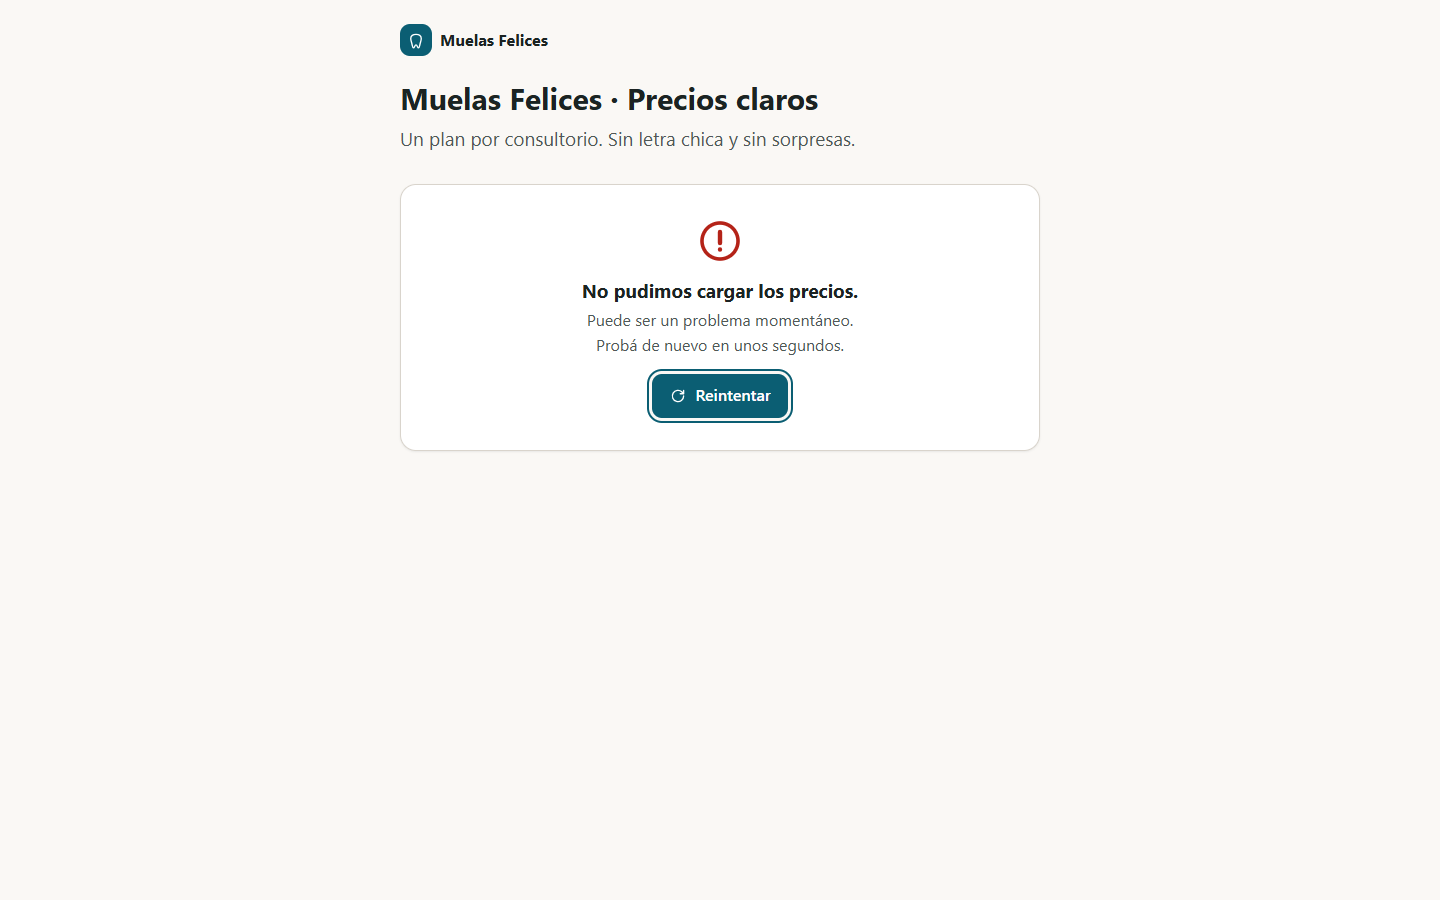 Muelas Felices
Muelas Felices · Precios claros
Un plan por consultorio. Sin letra chica y sin sorpresas.
No pudimos cargar los precios.
Puede ser un problema momentáneo.
Probá de nuevo en unos segundos.
Reintentar